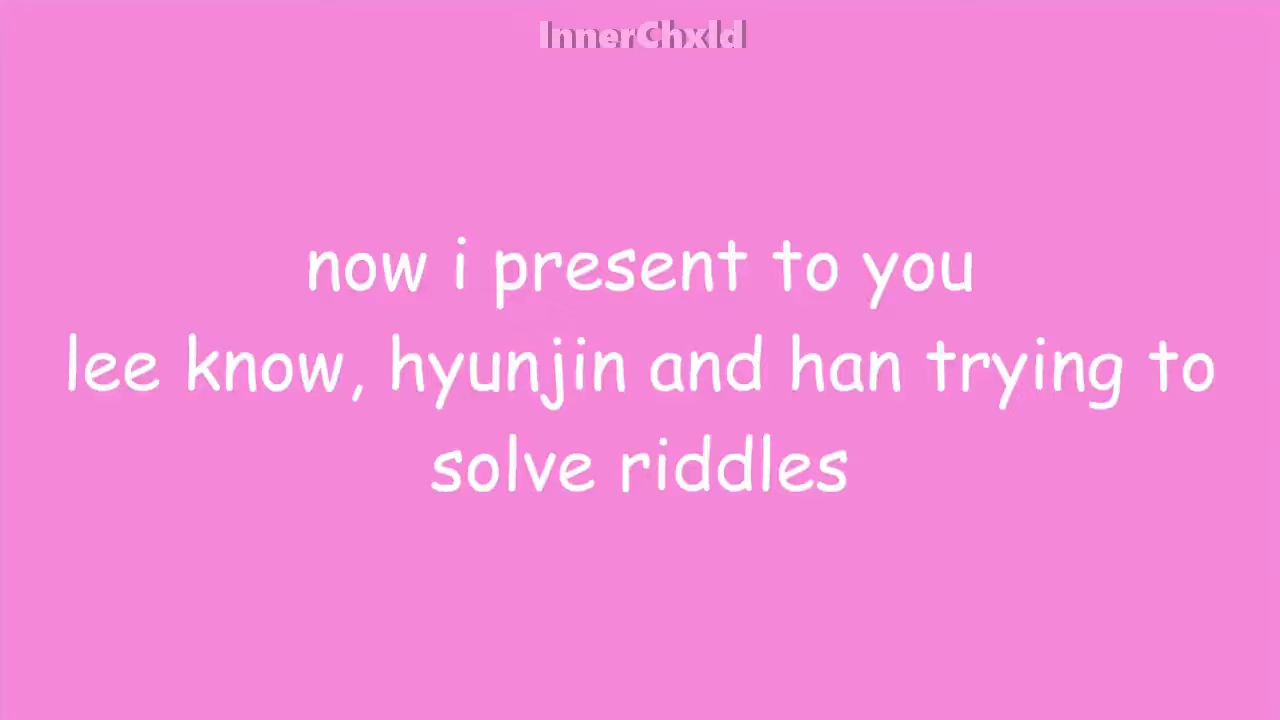 InnerChxld
now i present to you
lee know, hyunjin and han trying to
solve riddles